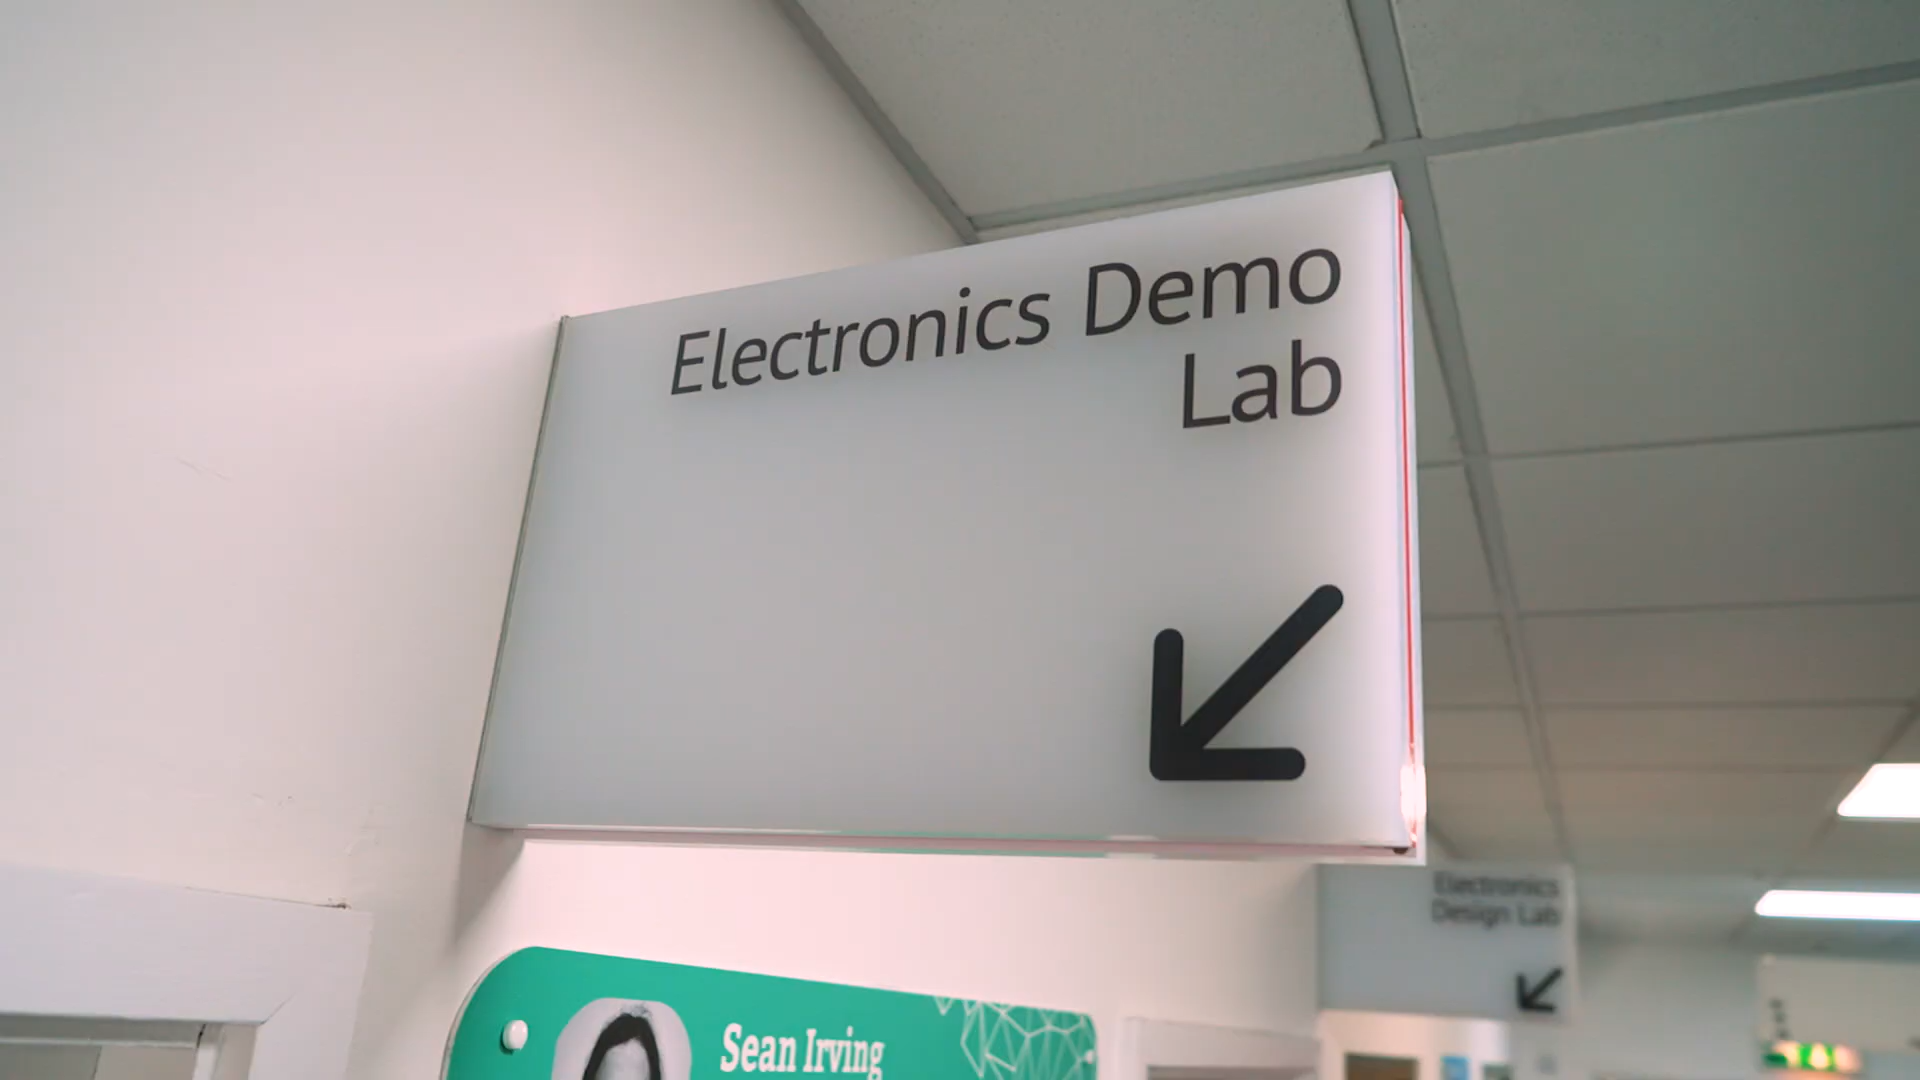 Electronics Demo
Lab
Electronics
Design Lab
Sean Irving